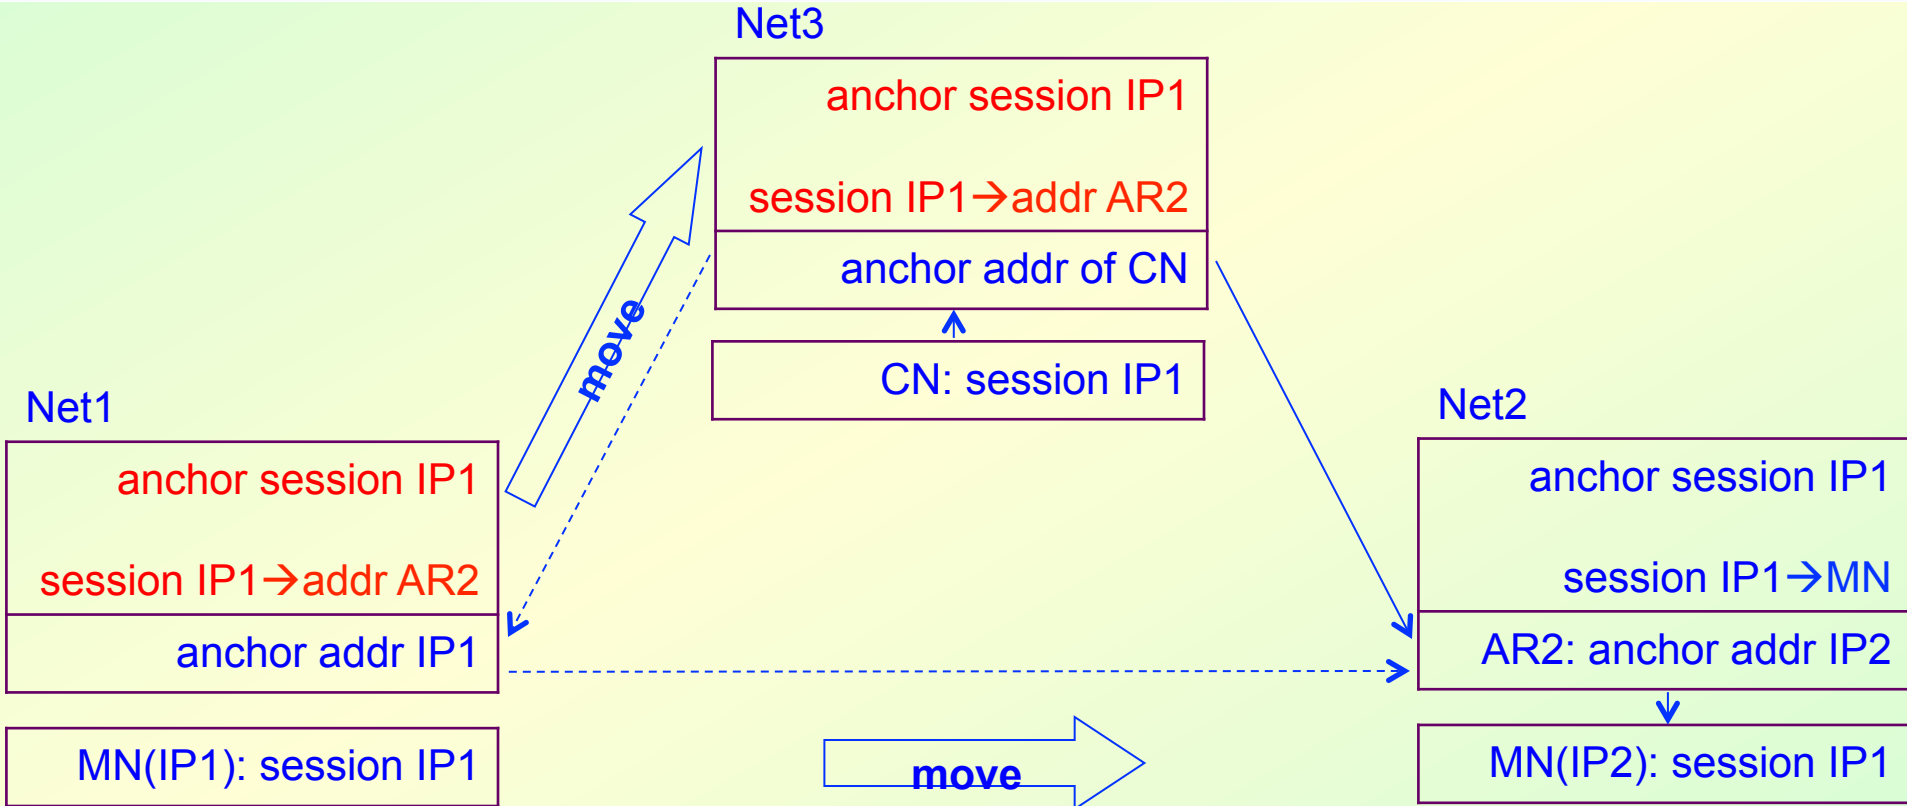 Net3
anchor session IP1
session IP1→addr AR2
anchor addr of CN
CN: session IP1
move
Net1
anchor session IP1
session IP1→addr AR2
anchor addr IP1
MN(IP1): session IP1
move
Net2
anchor session IP1
session IP1→MN
AR2: anchor addr IP2
MN(IP2): session IP1